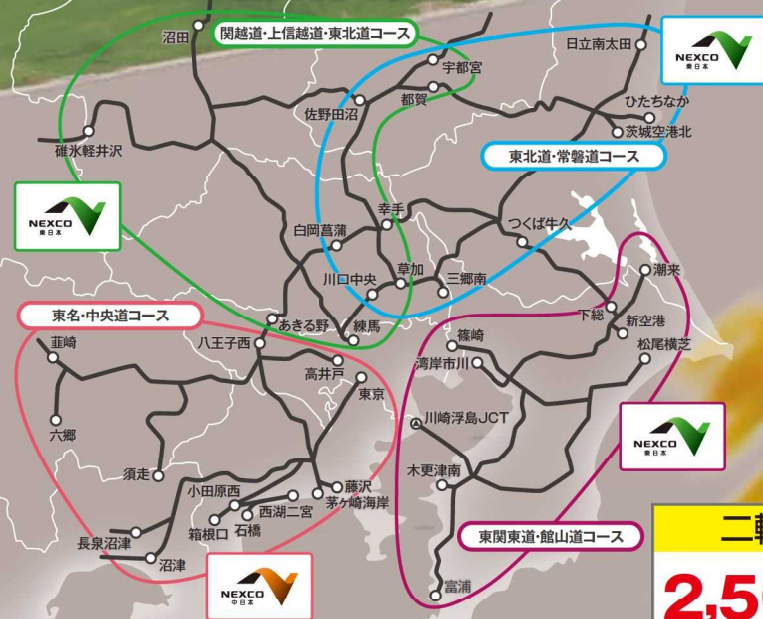 沼田
関越道・上信越道・東北道コース
宇都宮
日立南太田
NEXCO
東日本
佐野田沼
都賀
ひたちなか
茨城空港北
碓氷軽井沢
東北道・常磐道コース
NEXCO
東日本
幸手
白岡菖蒲
つくば牛久
川口中央
草加
三郷南
潮来
東名・中央道コース
あきる野
練馬
下総
新空港
韮崎
八王子西
高井戸
東京
篠崎
湾岸市川
松尾横芝
六郷
川崎浮島JCT
NEXCO
東日本
須走
木更津南
小田原西
藤沢
茅ヶ崎海岸
西湖二宮
箱根口
石橋
長泉沼津
沼津
東関東道・館山道コース
NEXCO
中日本
富浦
二
2,5